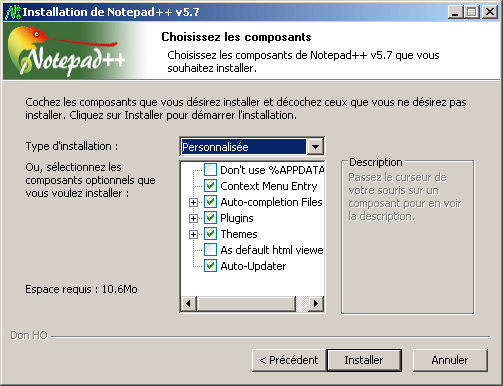 Installation de Notepad++ v5.7
Notepad++
Choisissez les composants
Choisissez les composants de Notepad++ v5.7 que vous
souhaitez installer.
Cochez les composants que vous désirez installer et décochez ceux que vous ne désirez pas
installer. Cliquez sur Installer pour démarrer l'installation.
Type d'installation :
Personnalisée
Ou, sélectionnez les
composants optionnels que
vous voulez installer :
Don't use %APPDATA
Context Menu Entry
Auto-completion Files
Plugins
Themes
As default html viewe
Auto-Updater
Description
Passez le curseur de
votre souris sur un
composant pour en voir
la description.
Espace requis : 10.6Mo
Don HO
< Précédent
Installer
Annuler